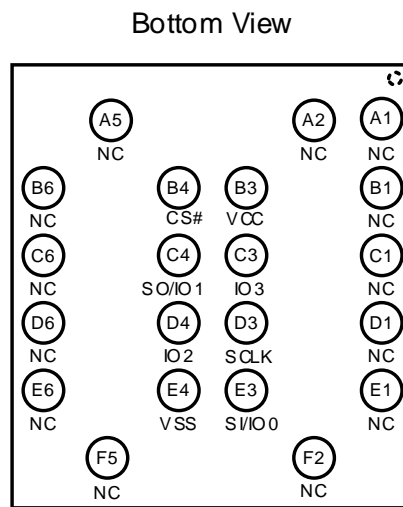 Bottom View
A5 A2 A1
NC NC NC
B6 B4 B3 B1
NC CS# VCC NC
C6 C4 C3 C1
NC SO/IO1 IO3 NC
D6 D4 D3 D1
NC IO2 SCLK NC
E6 E4 E3 E1
NC VSS SI/IO0 NC
F5 F2
NC NC